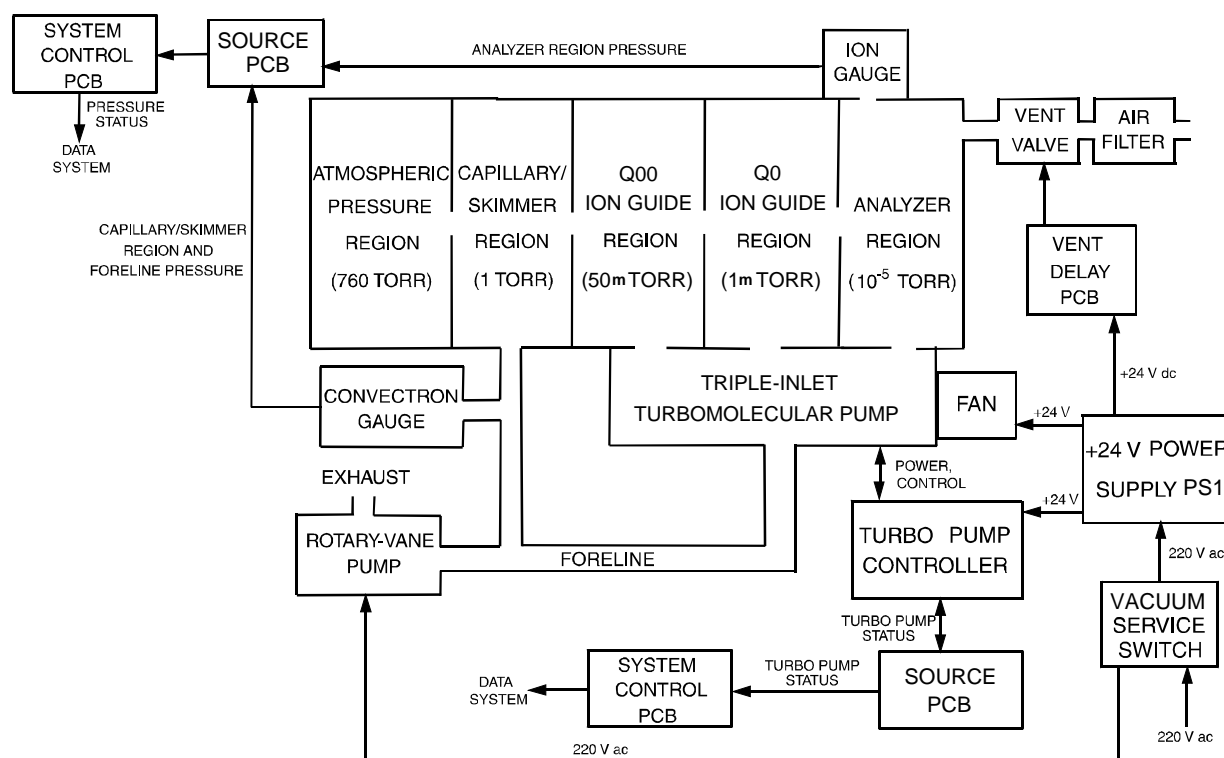 SYSTEM
CONTROL
PCB
SOURCE
PCB
ANALYZER REGION PRESSURE
ION
GAUGE
PRESSURE
STATUS
DATA
SYSTEM
VENT
VALVE
AIR
FILTER
ATMOSPHERIC
PRESSURE
REGION
(760 TORR)
CAPILLARY/
SKIMMER
REGION
(1 TORR)
Q00
ION GUIDE
REGION
(50m TORR)
Q0
ION GUIDE
REGION
(1m TORR)
ANALYZER
REGION
(10⁻⁵ TORR)
CAPILLARY/SKIMMER
REGION AND
FORELINE PRESSURE
VENT
DELAY
PCB
+24 V dc
CONVECTRON
GAUGE
TRIPLE-INLET
TURBOMOLECULAR PUMP
FAN
+24 V
+24 V POWER
SUPPLY PS1
EXHAUST
POWER,
CONTROL
+24 V
ROTARY-VANE
PUMP
FORELINE
TURBO PUMP
CONTROLLER
220 V ac
VACUUM
SERVICE
SWITCH
TURBO PUMP
STATUS
DATA
SYSTEM
SYSTEM
CONTROL
PCB
TURBO PUMP
STATUS
SOURCE
PCB
220 V ac
220 V ac